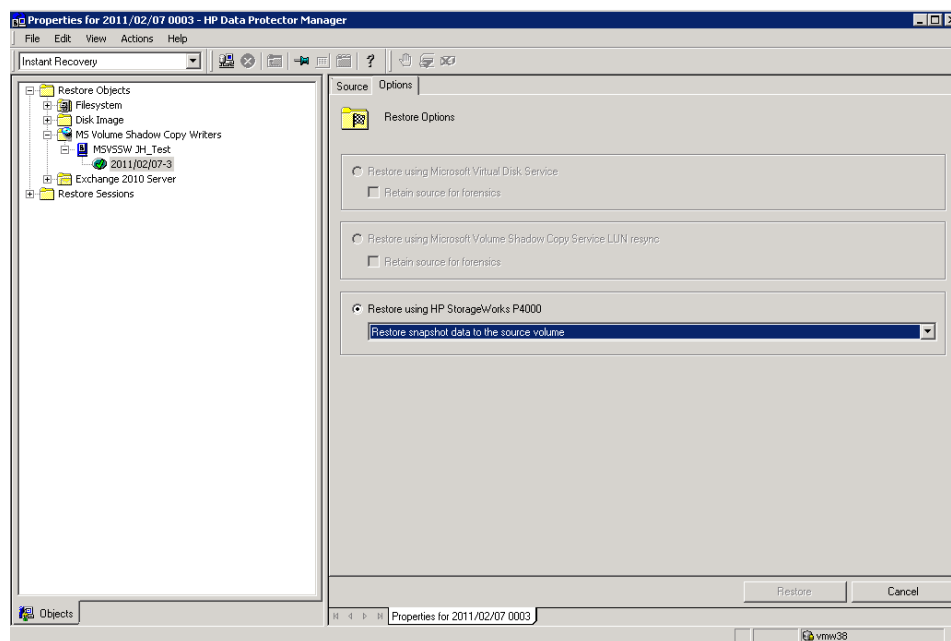 Properties for 2011/02/07 0003 - HP Data Protector Manager
File Edit View Actions Help
Instant Recovery
Restore Objects
Filesystem
Disk Image
MS Volume Shadow Copy Writers
MSVSSW JH_Test
2011/02/07-3
Exchange 2010 Server
Restore Sessions
Objects
Source Options
Restore Options
Restore using Microsoft Virtual Disk Service
Retain source for forensics
Restore using Microsoft Volume Shadow Copy Service LUN resync
Retain source for forensics
Restore using HP StorageWorks P4000
Restore snapshot data to the source volume
Restore Cancel
Properties for 2011/02/07 0003
vmw38